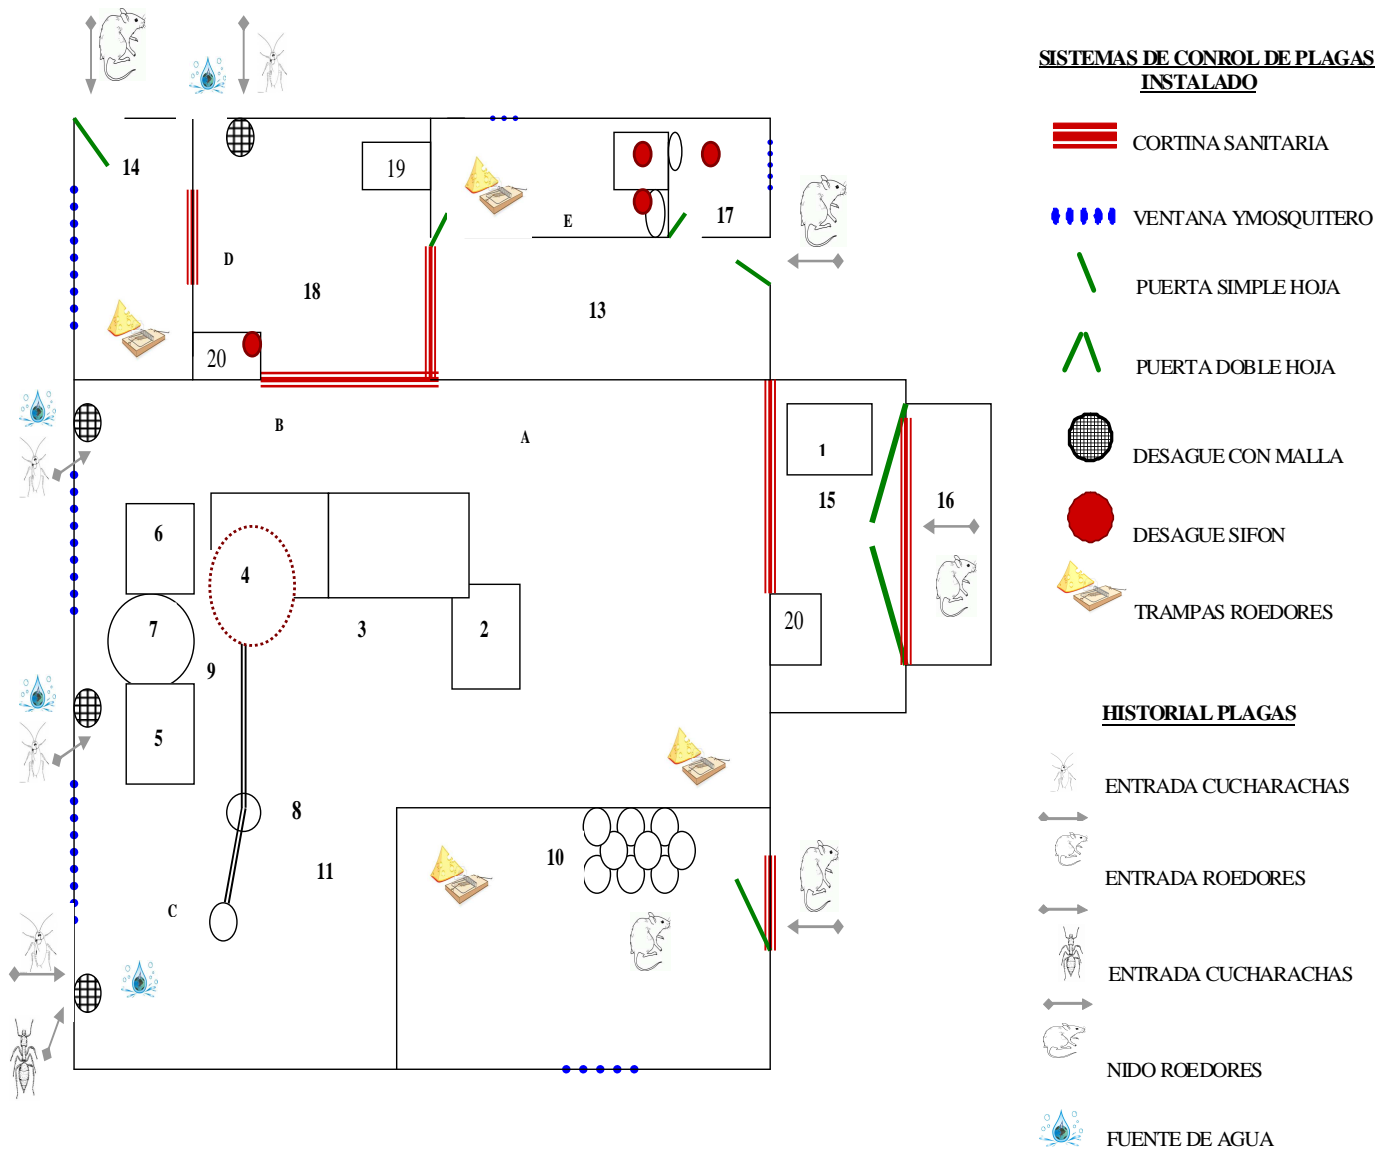 SISTEMAS DE CONROL DE PLAGAS
INSTALADO
CORTINA SANITARIA
VENTANA YMOSQUITERO
PUERTA SIMPLE HOJA
PUERTA DOBLE HOJA
DESAGUE CON MALLA
DESAGUE SIFON
TRAMPAS ROEDORES
HISTORIAL PLAGAS
ENTRADA CUCHARACHAS
ENTRADA ROEDORES
ENTRADA CUCHARACHAS
NIDO ROEDORES
FUENTE DE AGUA
14
19
E
17
D
18
13
20
B
A
1
15
16
6
4
7
3
2
20
9
5
8
10
11
C